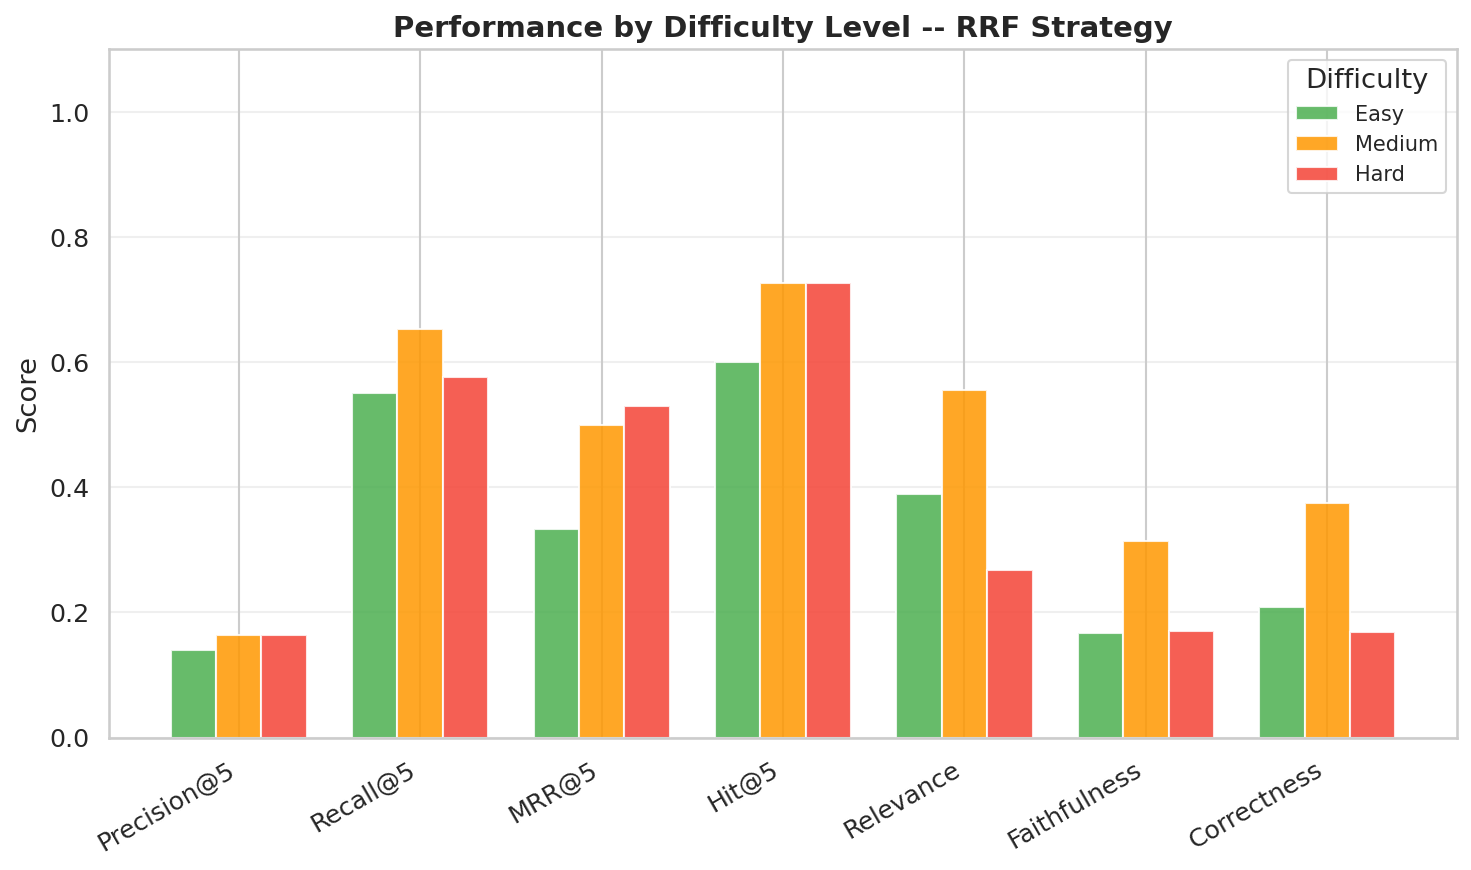 Performance by Difficulty Level -- RRF Strategy
Difficulty
Easy
Medium
Hard
Score
1.0
0.8
0.6
0.4
0.2
0.0
Precision@5
Recall@5
MRR@5
Hit@5
Relevance
Faithfulness
Correctness